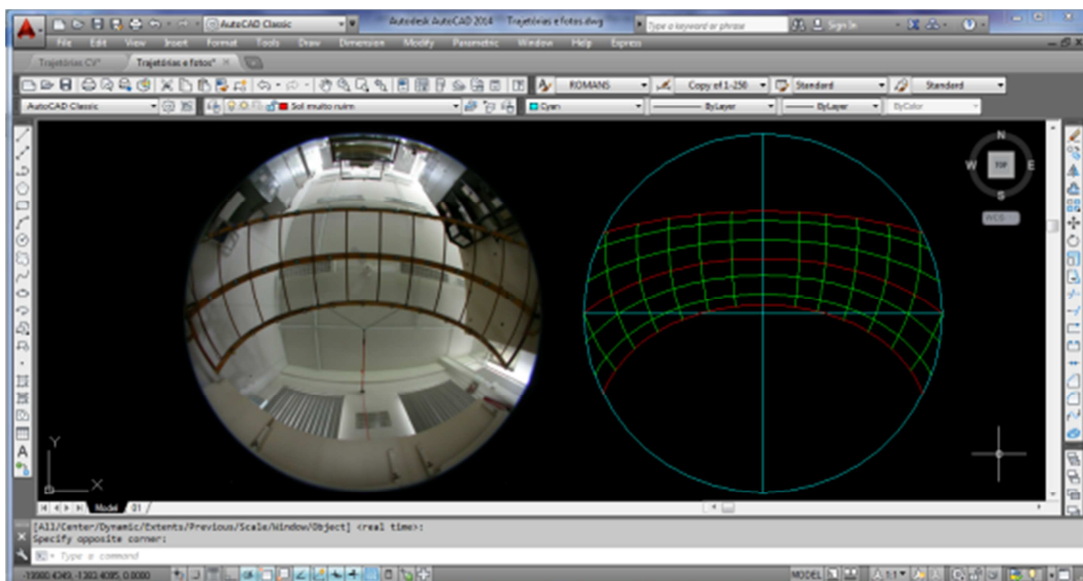 AutoCAD Classic
Autodesk AutoCAD 2014 Trajetórias e fotos.dwg
Type a keyword or phrase
Sign In
File Edit View Insert Format Tools Draw Dimension Modify Parametric Window Help Express
Trajetórias CV*
Trajetórias e fotos*
ROMANS
Copy of 1-250
Standard
Standard
AutoCAD Classic
Sol muito ruim
Cyan
ByLayer
ByLayer
ByColor
N
W TOP E
S
WCS
Y
X
Model 01
[All/Center/Dynamic/Extents/Previous/Scale/Window/Object] <real time>:
Specify opposite corner:
Type a command
MODEL
1:1